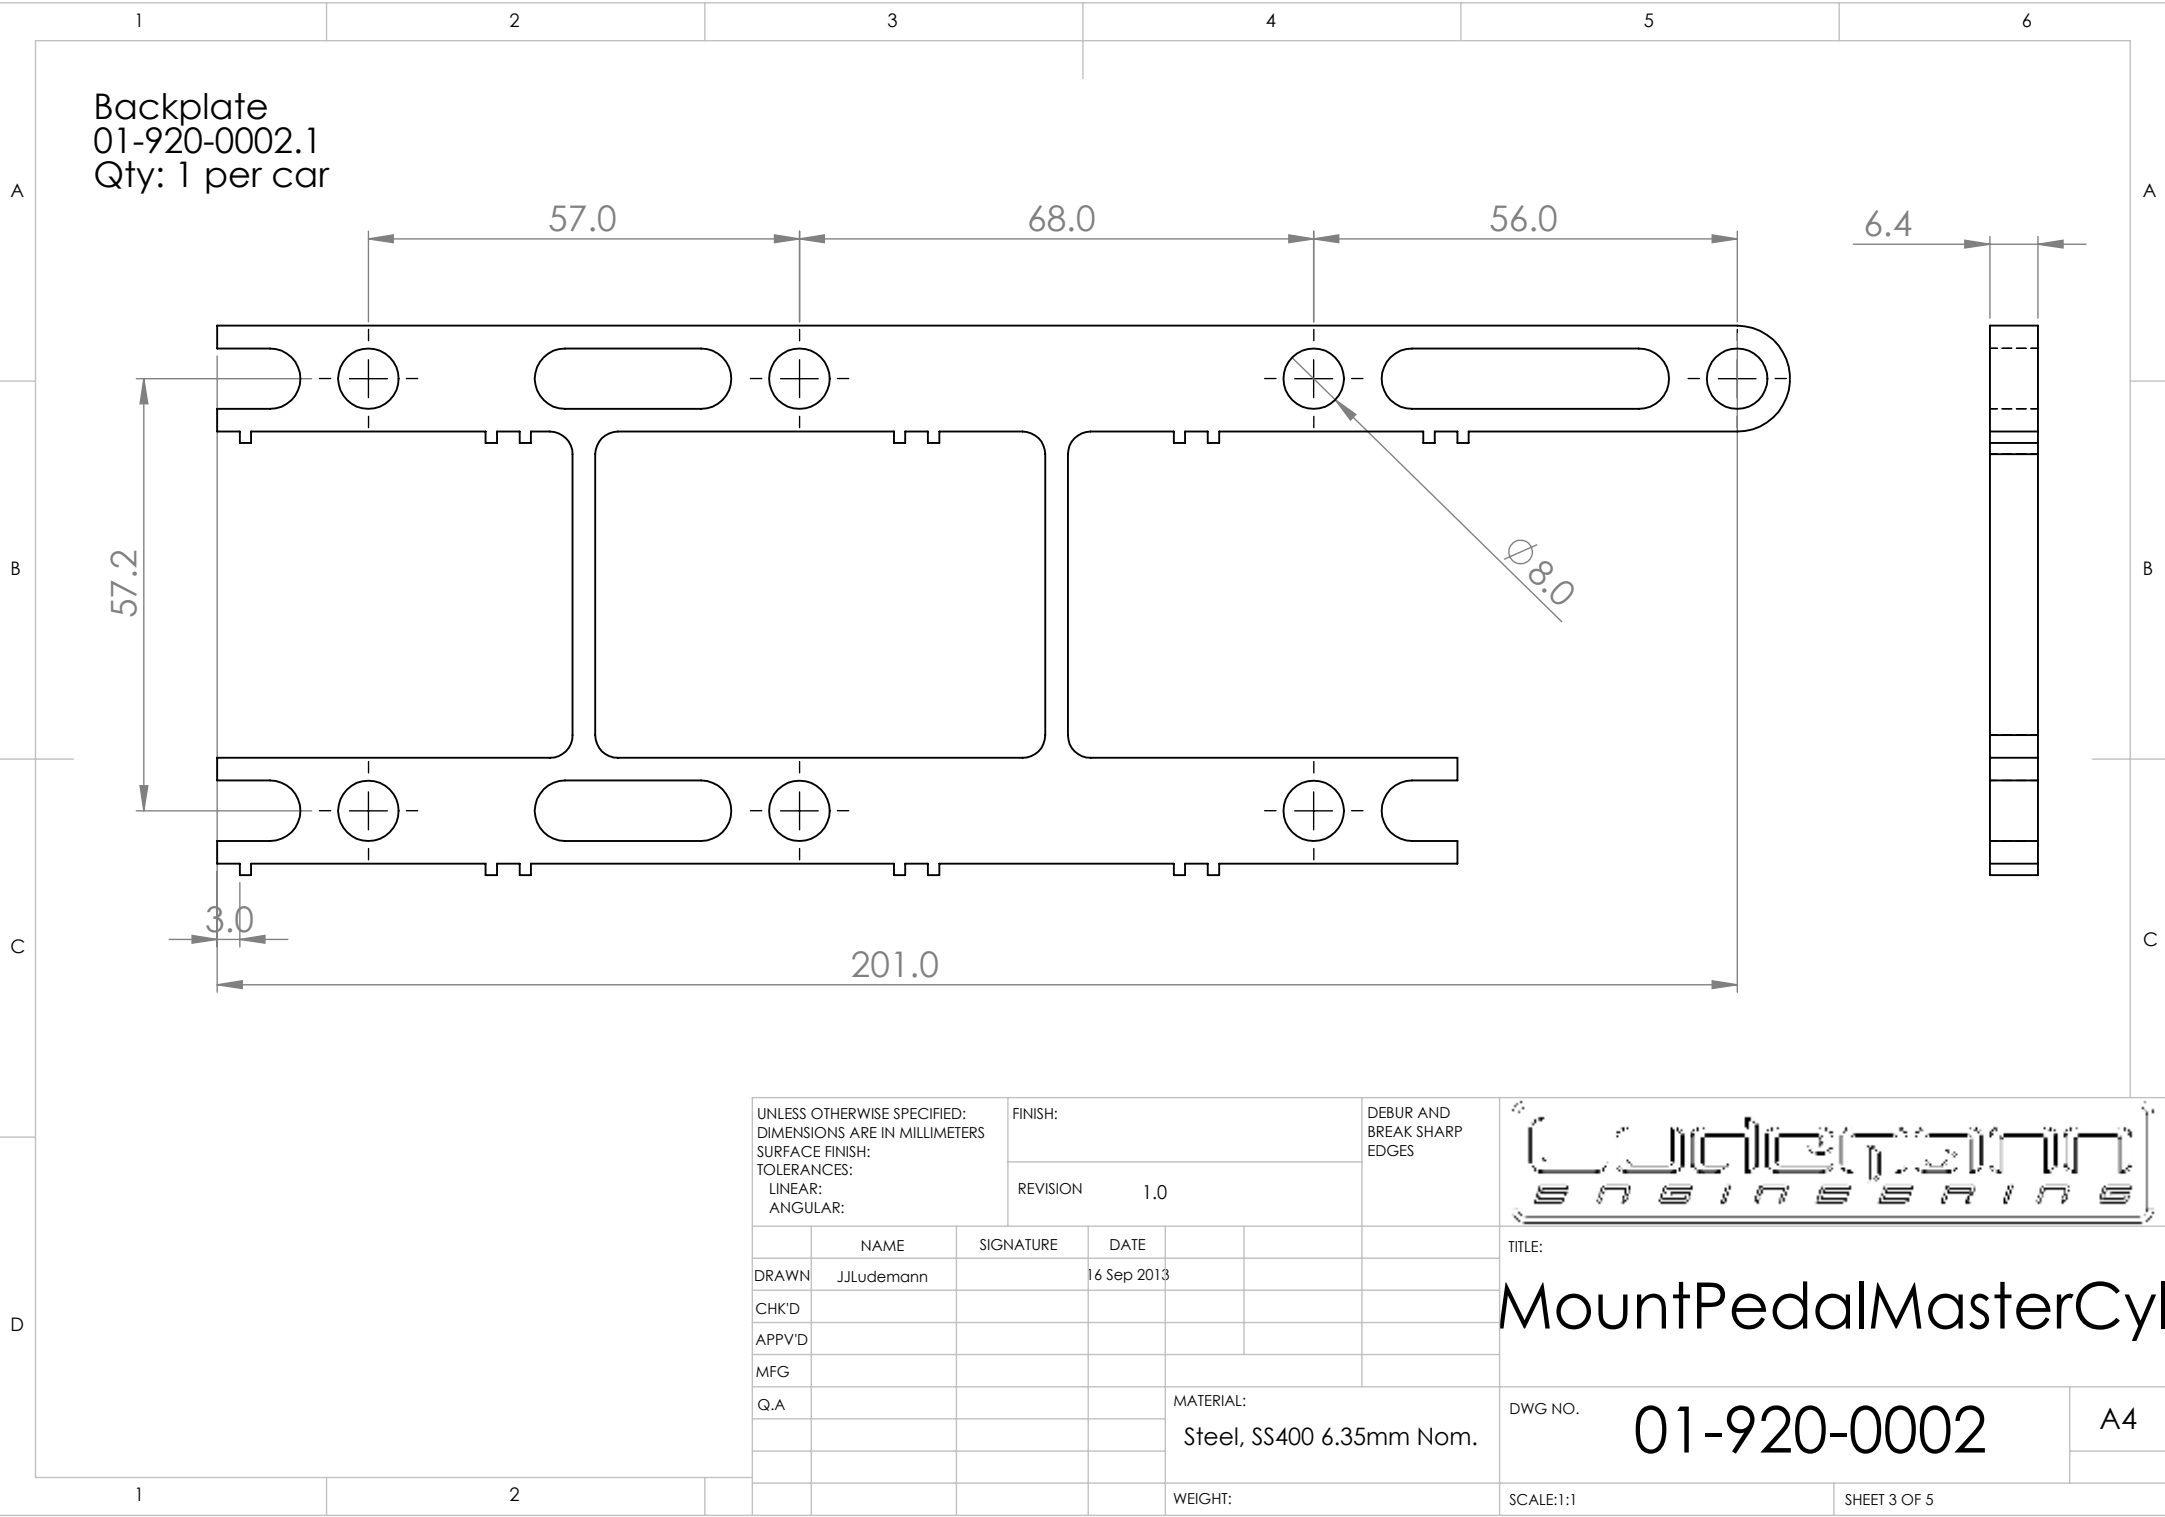 1 2 3 4 5 6
Backplate
01-920-0002.1
Qty: 1 per car
A A
57.0 68.0 56.0 6.4
57.2
B B
Ø8.0
3.0
C C
201.0
UNLESS OTHERWISE SPECIFIED:
DIMENSIONS ARE IN MILLIMETERS
SURFACE FINISH:
TOLERANCES:
LINEAR:
ANGULAR:
FINISH:
REVISION 1.0
DEBUR AND
BREAK SHARP
EDGES
Ludemann
ENGINEERING
NAME SIGNATURE DATE
DRAWN JJLudemann 16 Sep 2013
CHK'D
APPV'D
MFG
Q.A
TITLE:
MountPedalMasterCyl
D
MATERIAL:
Steel, SS400 6.35mm Nom.
DWG NO. 01-920-0002 A4
WEIGHT:
SCALE:1:1
SHEET 3 OF 5
1 2